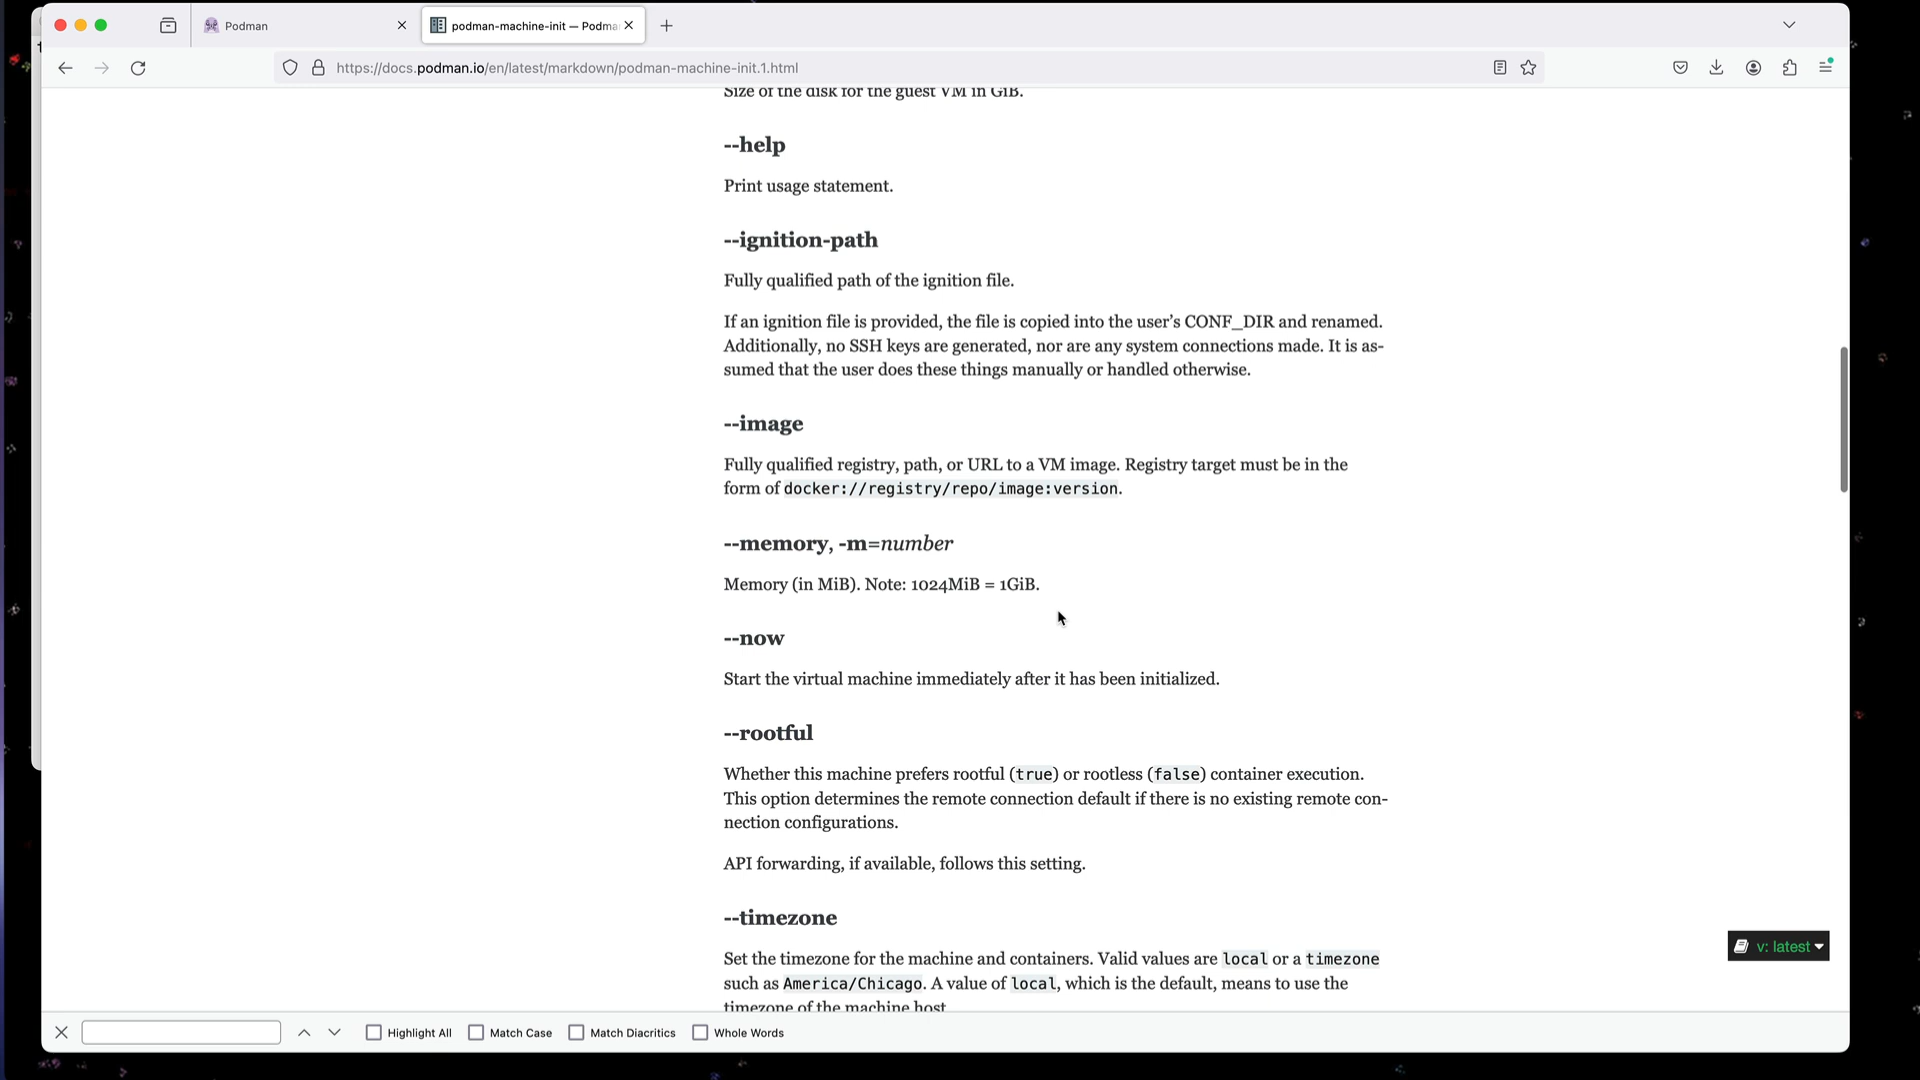 Podman
podman-machine-init — Podma
https://docs.podman.io/en/latest/markdown/podman-machine-init.1.html
Size of the disk for the guest VM in GiB.
--help
Print usage statement.
--ignition-path
Fully qualified path of the ignition file.
If an ignition file is provided, the file is copied into the user’s CONF_DIR and renamed.
Additionally, no SSH keys are generated, nor are any system connections made. It is as-
sumed that the user does these things manually or handled otherwise.
--image
Fully qualified registry, path, or URL to a VM image. Registry target must be in the
form of docker://registry/repo/image:version.
--memory, -m=number
Memory (in MiB). Note: 1024MiB = 1GiB.
--now
Start the virtual machine immediately after it has been initialized.
--rootful
Whether this machine prefers rootful (true) or rootless (false) container execution.
This option determines the remote connection default if there is no existing remote con-
nection configurations.
API forwarding, if available, follows this setting.
--timezone
Set the timezone for the machine and containers. Valid values are local or a timezone
such as America/Chicago. A value of local, which is the default, means to use the
timezone of the machine host
v: latest
Highlight All Match Case Match Diacritics Whole Words